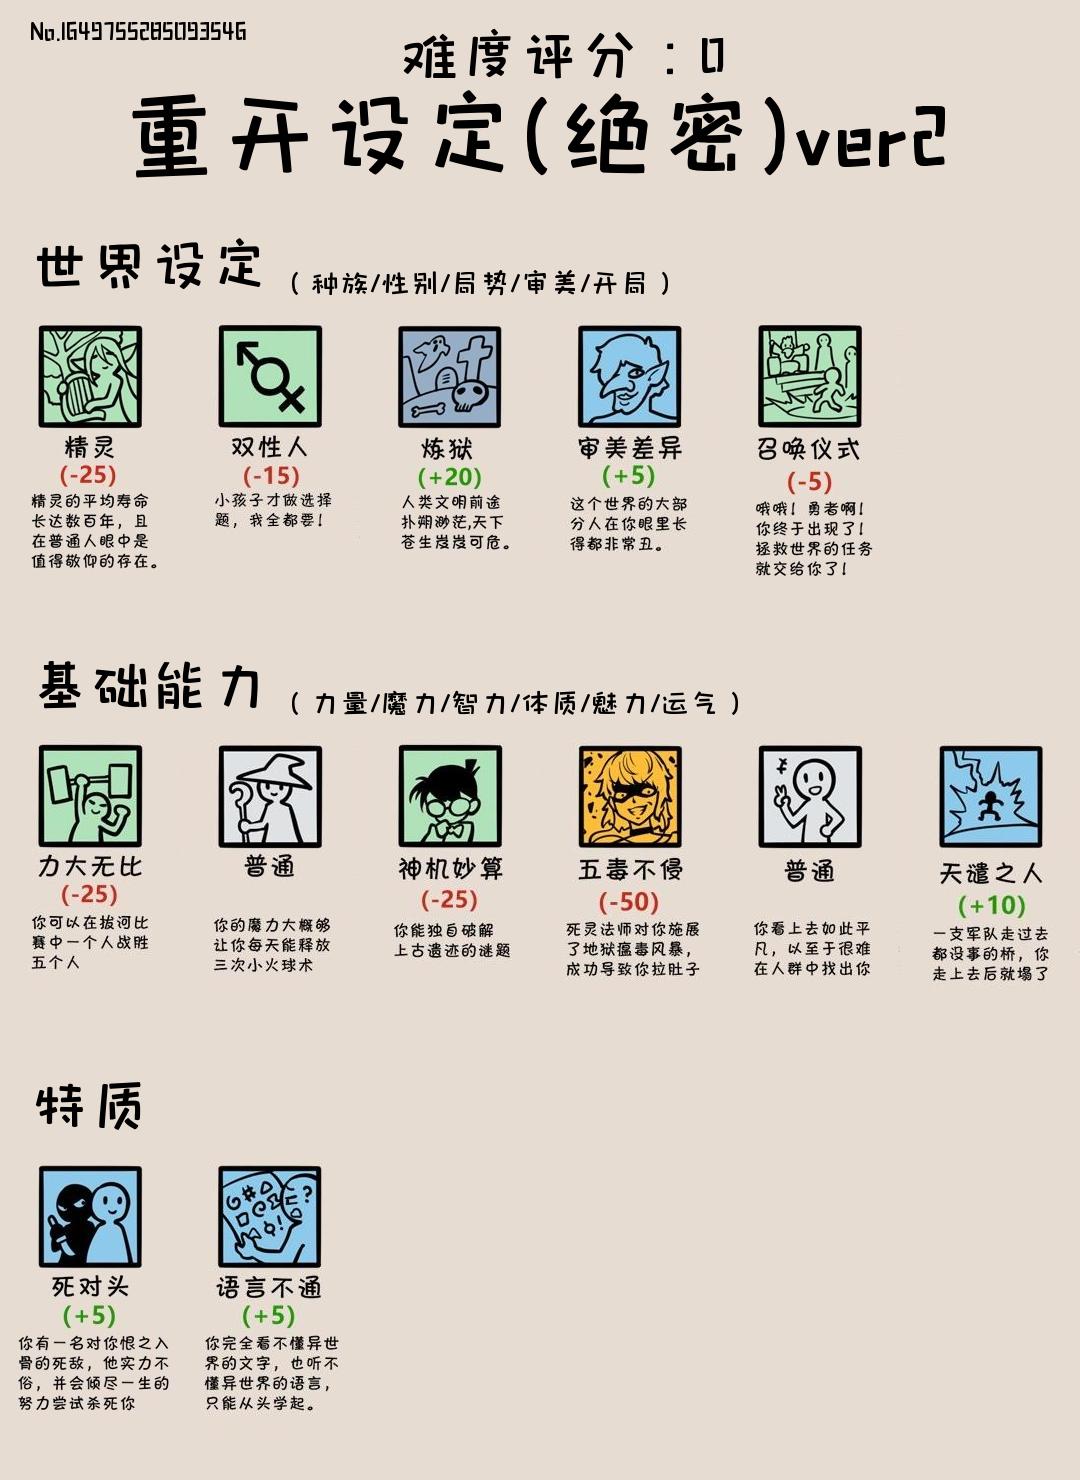 No.1649755285093546
难度评分：0
重开设定(绝密)ver2
世界设定 （种族/性别/局势/审美/开局）
精灵 双性人 炼狱 审美差异 召唤仪式
(-25) (-15) (+20) (+5) (-5)
精灵的平均寿命
长达数百年，且
在普通人眼中是
值得敬仰的存在。
小孩子才做选择
题，我全都要！
人类文明前途
扑朔渺茫,天下
苍生岌岌可危。
这个世界的大部
分人在你眼里长
得都非常丑。
哦哦！勇者啊！
你终于出现了！
拯救世界的任务
就交给你了！
基础能力 （力量/魔力/智力/体质/魅力/运气）
力大无比 普通 神机妙算 五毒不侵 普通 天谴之人
(-25) (-25) (-50) (+10)
你可以在拔河比
赛中一个人战胜
五个人
你的魔力大概够
让你每天能释放
三次小火球术
你能独自破解
上古遗迹的谜题
死灵法师对你施展
了地狱瘟毒风暴，
成功导致你拉肚子
你看上去如此平
凡，以至于很难
在人群中找出你
一支军队走过去
都没事的桥，你
走上去后就塌了
特质
死对头 语言不通
(+5) (+5)
你有一名对你恨之入
骨的死敌，他实力不
俗，并会倾尽一生的
努力尝试杀死你
你完全看不懂异世
界的文字，也听不
懂异世界的语言，
只能从头学起。